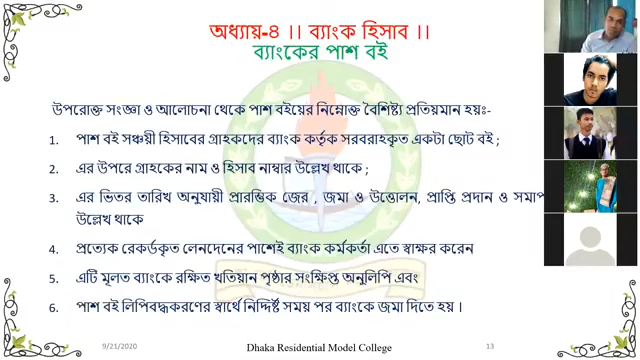 অধ্যায়-৪ ।। ব্যাংক হিসাব ।।
ব্যাংকের পাশ বই
উপরোক্ত সংজ্ঞা ও আলোচনা থেকে পাশ বইয়ের নিম্নোক্ত বৈশিষ্ট্য প্রতিয়মান হয়ঃ-
1. পাশ বই সঞ্চয়ী হিসাবের গ্রাহকদের ব্যাংক কর্তৃক সরবরাহকৃত একটা ছোট বই ;
2. এর উপরে গ্রাহকের নাম ও হিসাব নাম্বার উল্লেখ থাকে ;
3. এর ভিতর তারিখ অনুযায়ী প্রারম্ভিক জের , জমা ও উত্তোলন, প্রাপ্তি প্রদান ও সমাপ
উল্লেখ থাকে
4. প্রত্যেক রেকর্ডকৃত লেনদেনের পাশেই ব্যাংক কর্মকর্তা এতে স্বাক্ষর করেন
5. এটি মূলত ব্যাংকে রক্ষিত খতিয়ান পৃষ্ঠার সংক্ষিপ্ত অনুলিপি এবং
6. পাশ বই লিপিবদ্ধকরণের স্বার্থে নির্দিষ্ট সময় পর ব্যাংকে জমা দিতে হয় ।
9/21/2020
Dhaka Residential Model College
13